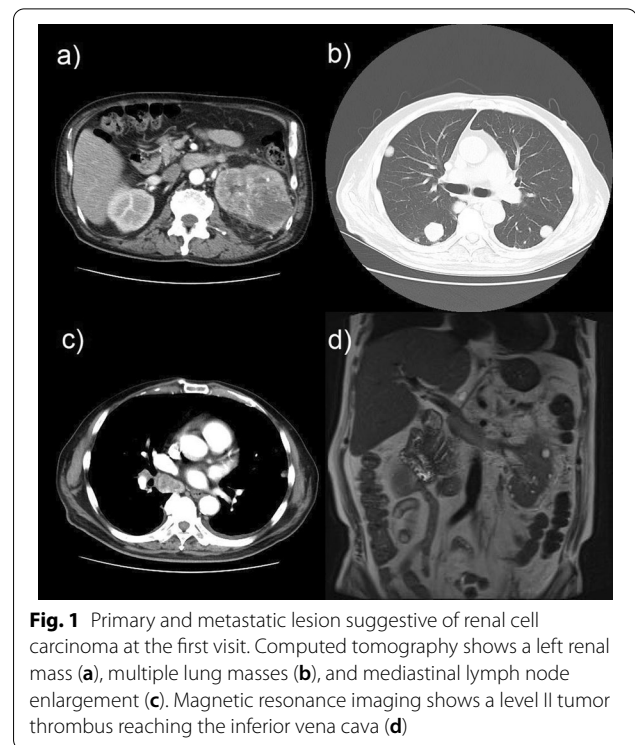 a)
b)
c)
d)
Fig. 1 Primary and metastatic lesion suggestive of renal cell
carcinoma at the first visit. Computed tomography shows a left renal
mass (a), multiple lung masses (b), and mediastinal lymph node
enlargement (c). Magnetic resonance imaging shows a level II tumor
thrombus reaching the inferior vena cava (d)